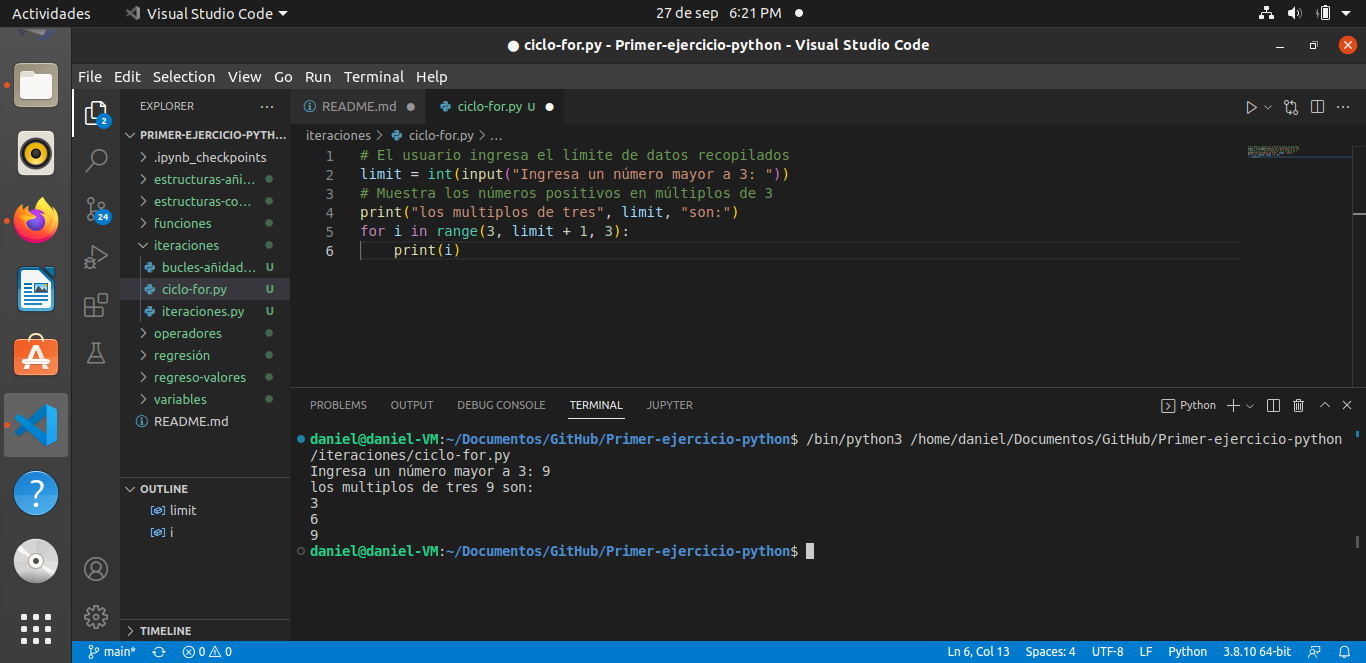 Actividades
Visual Studio Code
27 de sep 6:21 PM
ciclo-for.py - Primer-ejercicio-python - Visual Studio Code
File Edit Selection View Go Run Terminal Help
EXPLORER
README.md
ciclo-for.py U
2
PRIMER-EJERCICIO-PYTH...
.ipynb_checkpoints
estructuras-añi...
estructuras-co...
24
funciones
iteraciones
bucles-añidad... U
ciclo-for.py U
iteraciones.py U
operadores
regresión
regreso-valores
variables
README.md
OUTLINE
limit
i
TIMELINE
iteraciones > ciclo-for.py > ...
1 # El usuario ingresa el límite de datos recopilados
2 limit = int(input("Ingresa un número mayor a 3: "))
3 # Muestra los números positivos en múltiplos de 3
4 print("los multiplos de tres", limit, "son:")
5 for i in range(3, limit + 1, 3):
6     print(i)
PROBLEMS OUTPUT DEBUG CONSOLE TERMINAL JUPYTER
Python
daniel@daniel-VM:~/Documentos/GitHub/Primer-ejercicio-python$ /bin/python3 /home/daniel/Documentos/GitHub/Primer-ejercicio-python
/iteraciones/ciclo-for.py
Ingresa un número mayor a 3: 9
los multiplos de tres 9 son:
3
6
9
daniel@daniel-VM:~/Documentos/GitHub/Primer-ejercicio-python$
main* 0 0 Ln 6, Col 13 Spaces: 4 UTF-8 LF Python 3.8.10 64-bit